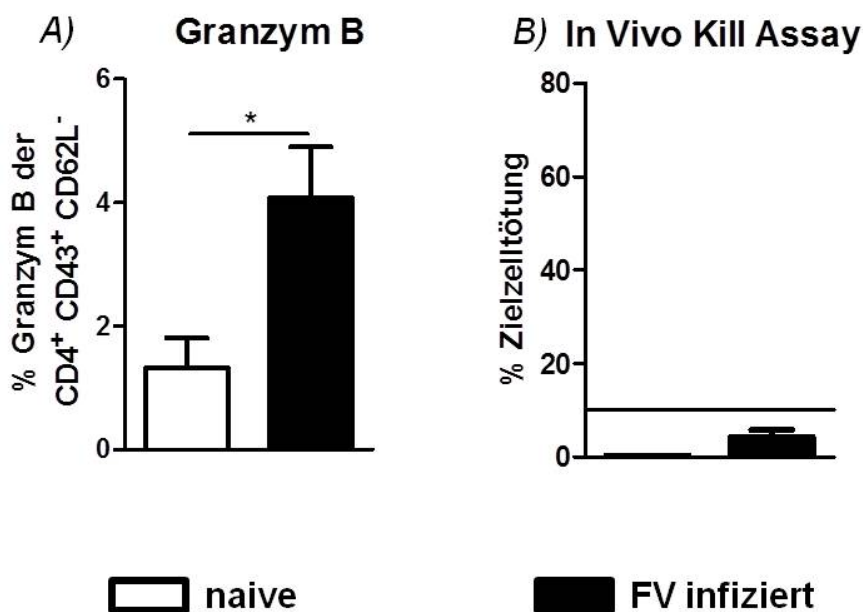 A) Granzym B
% Granzym B der
CD4⁺ CD43⁺ CD62L⁻
6
4
2
0
*
B) In Vivo Kill Assay
% Zielzelltötung
80
60
40
20
0
naive
FV infiziert